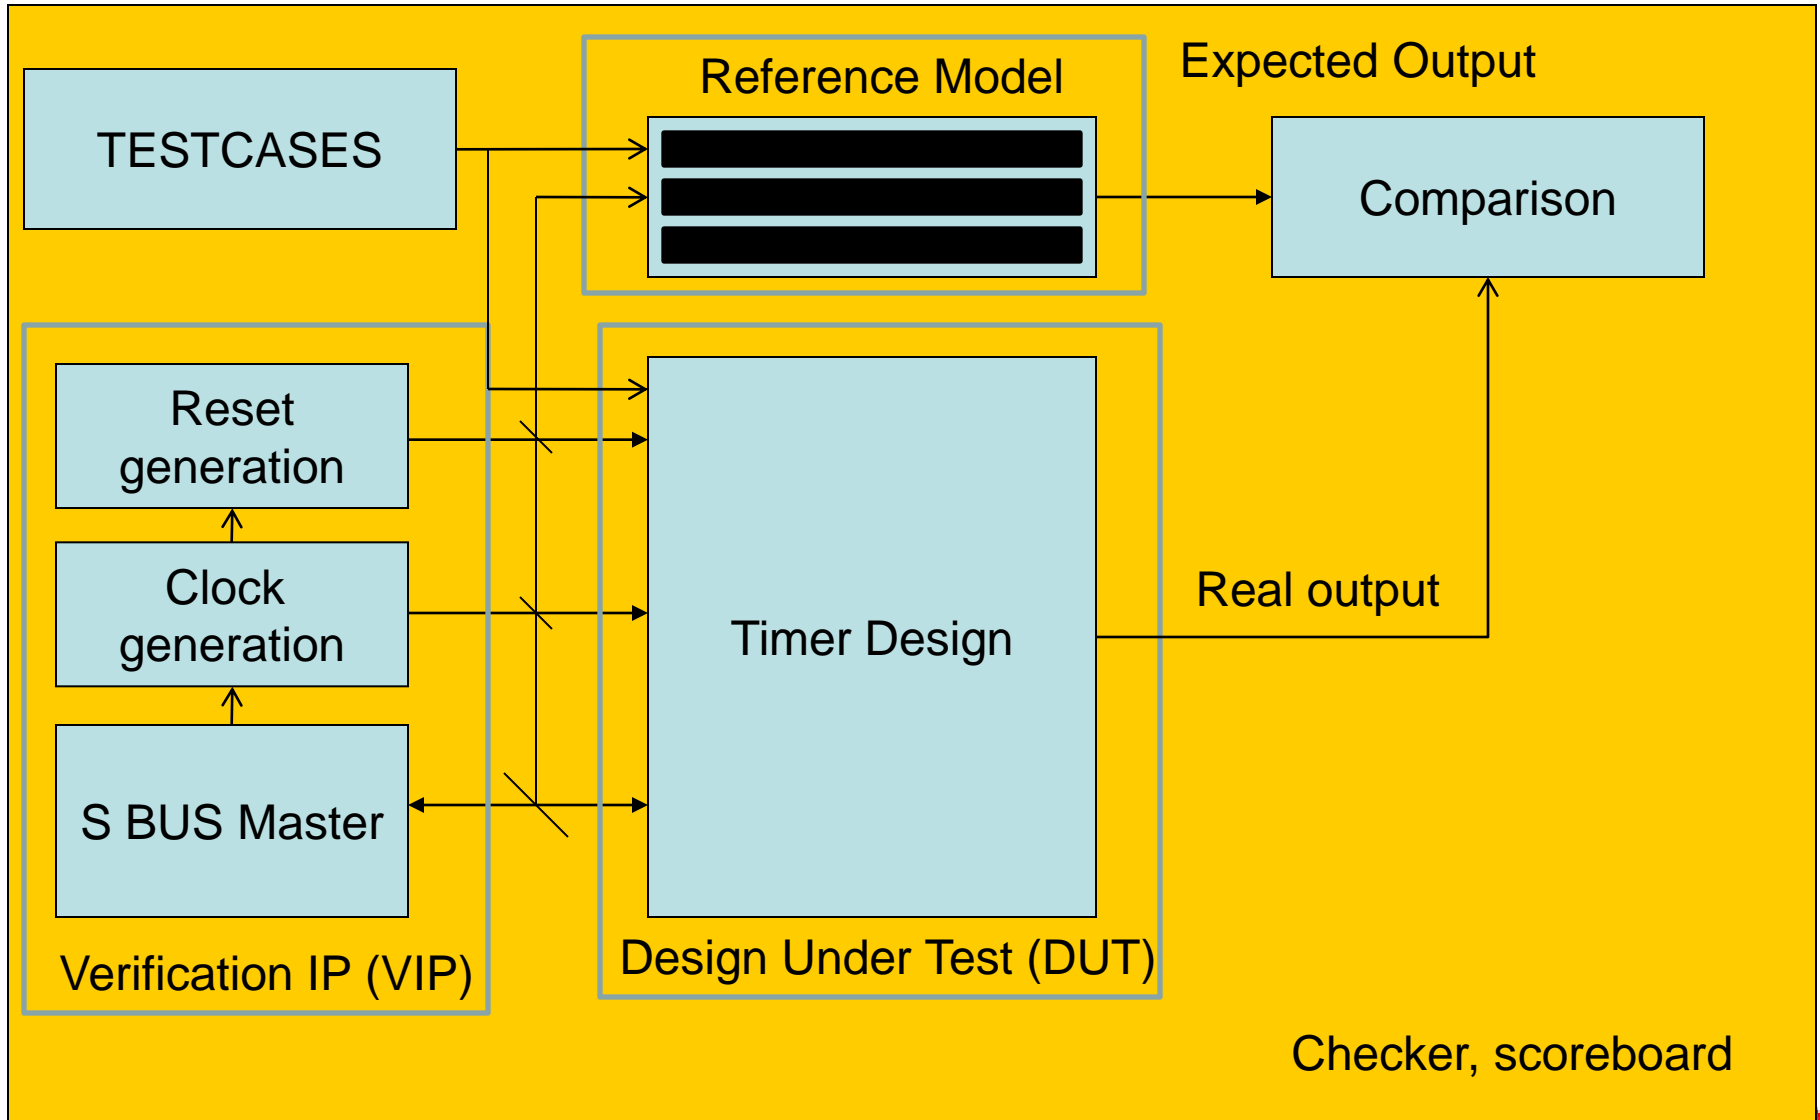 Reference Model
Expected Output
TESTCASES
Comparison
Reset
generation
Clock
generation
Timer Design
Real output
S BUS Master
Verification IP (VIP)
Design Under Test (DUT)
Checker, scoreboard